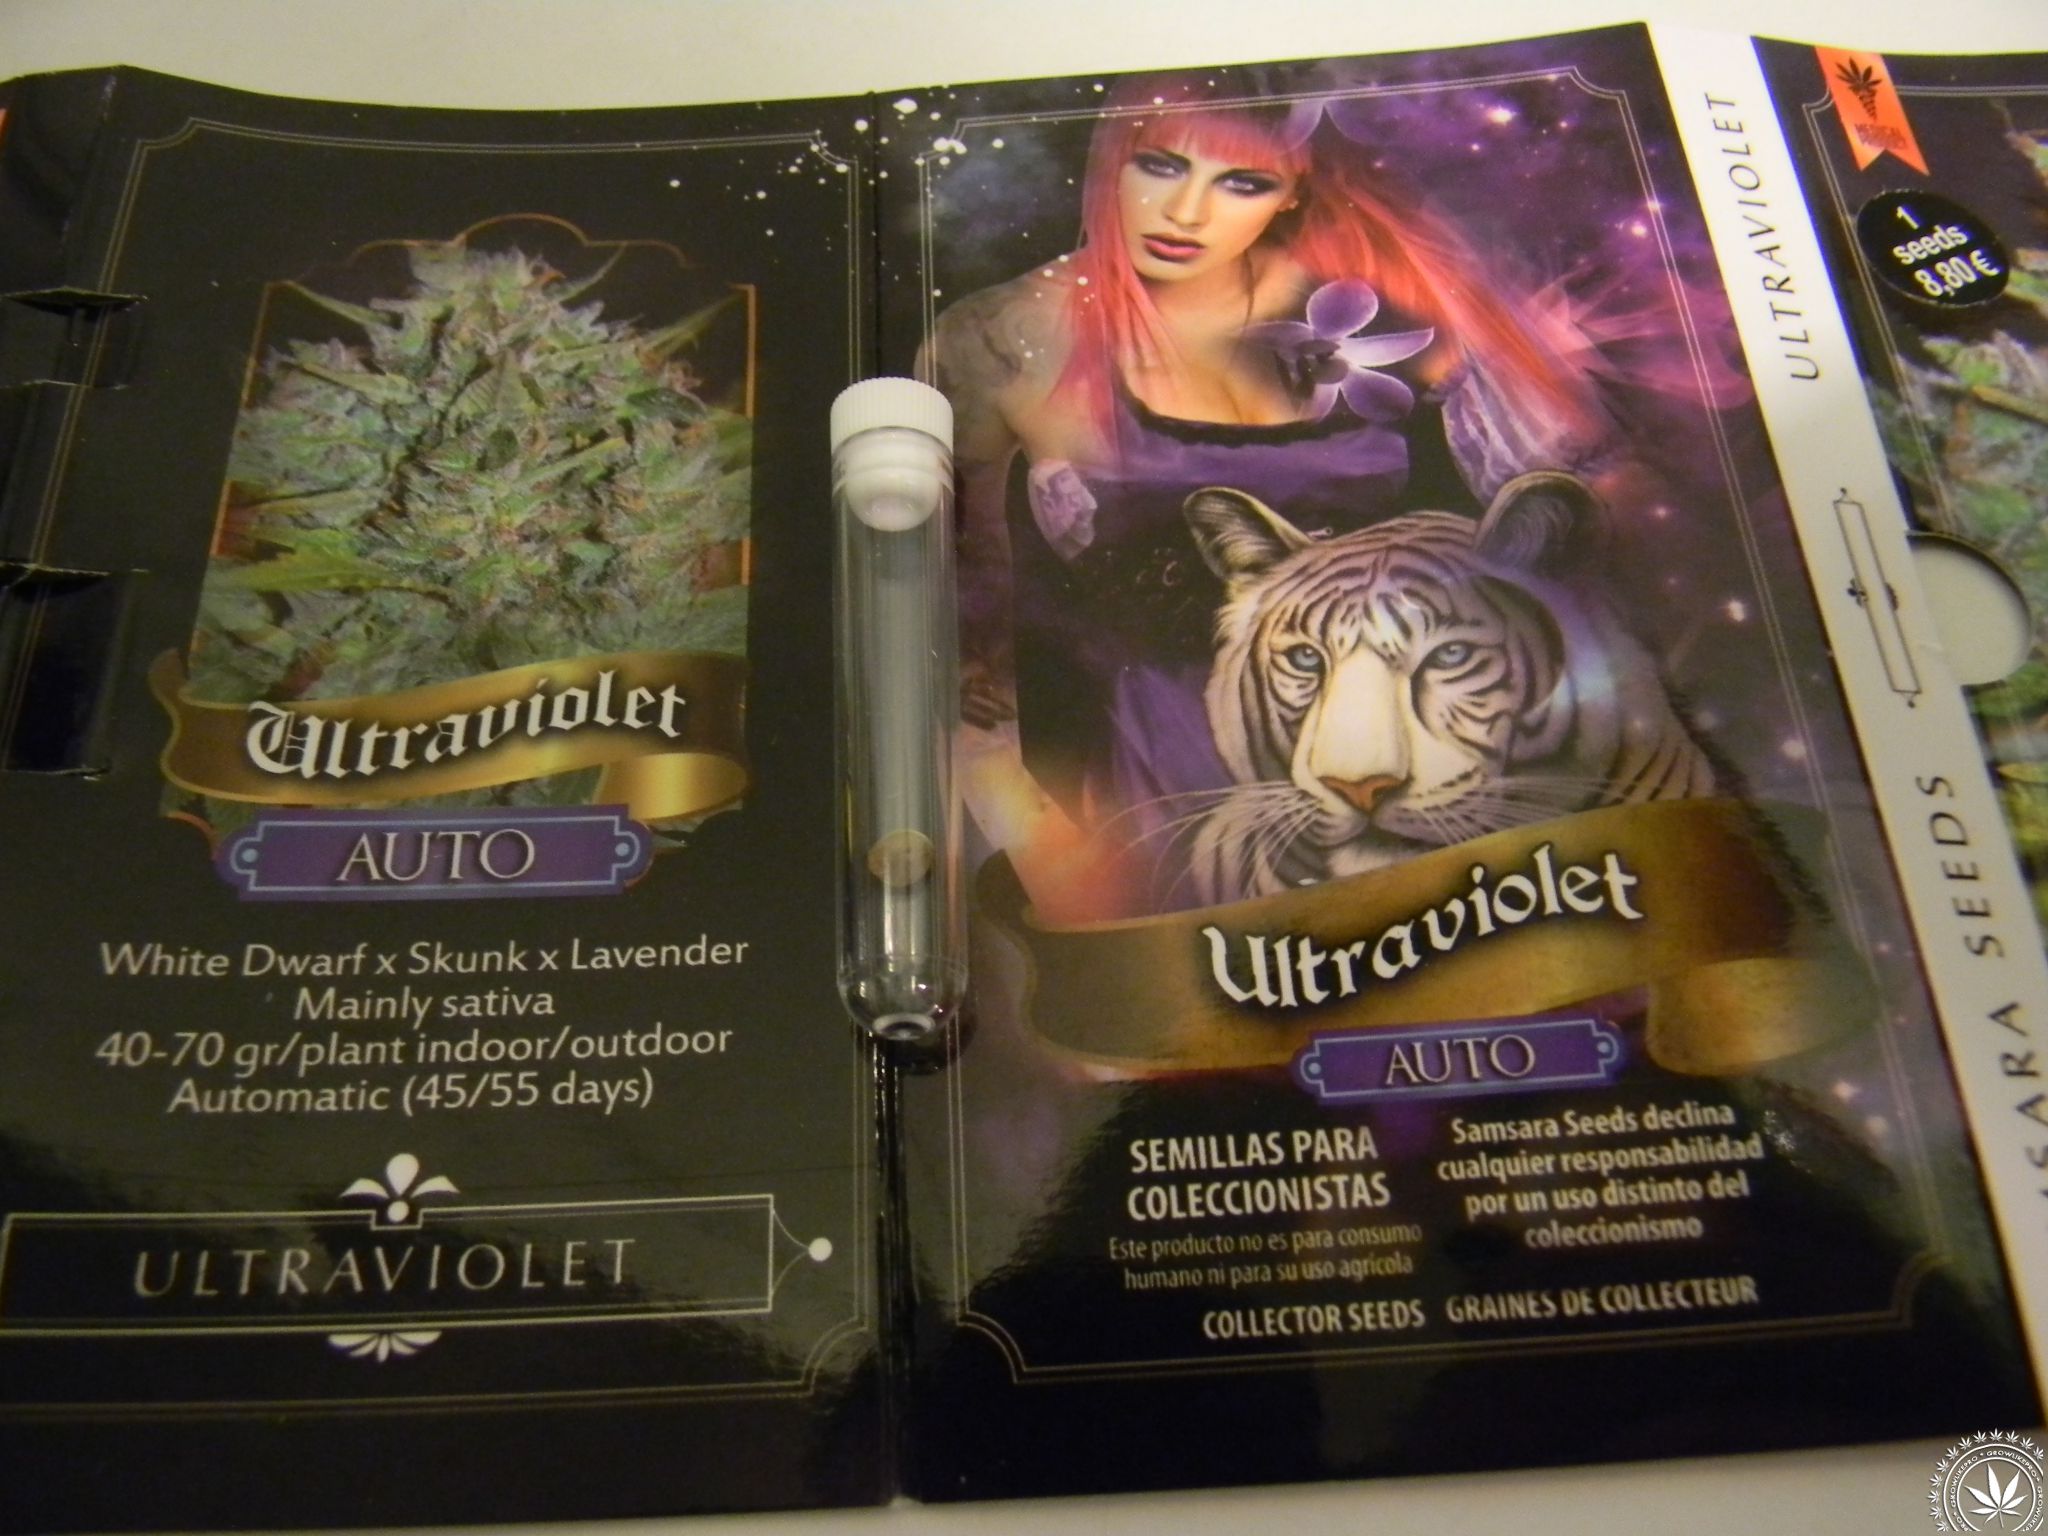 Ultraviolet
AUTO
White Dwarf x Skunk x Lavender
Mainly sativa
40-70 gr/plant indoor/outdoor
Automatic (45/55 days)
ULTRAVIOLET
Ultraviolet
AUTO
SEMILLAS PARA
COLECCIONISTAS
Este producto no es para consumo
humano ni para su uso agrícola
Samsara Seeds declina
cualquier responsabilidad
por un uso distinto del
coleccionismo
COLLECTOR SEEDS GRAINES DE COLLECTEUR
ULTRAVIOLET
SARA SEEDS
MEDICAL
1
seeds
8,80 €